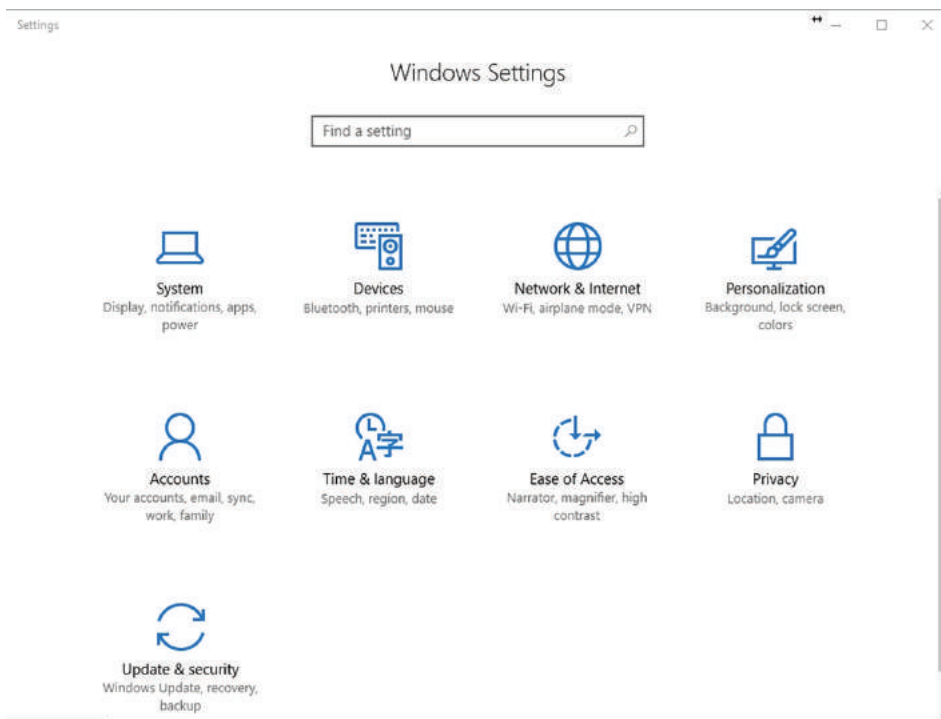 Settings
Windows Settings
Find a setting
System
Display, notifications, apps,
power
Devices
Bluetooth, printers, mouse
Network & Internet
Wi-Fi, airplane mode, VPN
Personalization
Background, lock screen,
colors
Accounts
Your accounts, email, sync,
work, family
A字
Time & language
Speech, region, date
Ease of Access
Narrator, magnifier, high
contrast
Privacy
Location, camera
Update & security
Windows Update, recovery,
backup